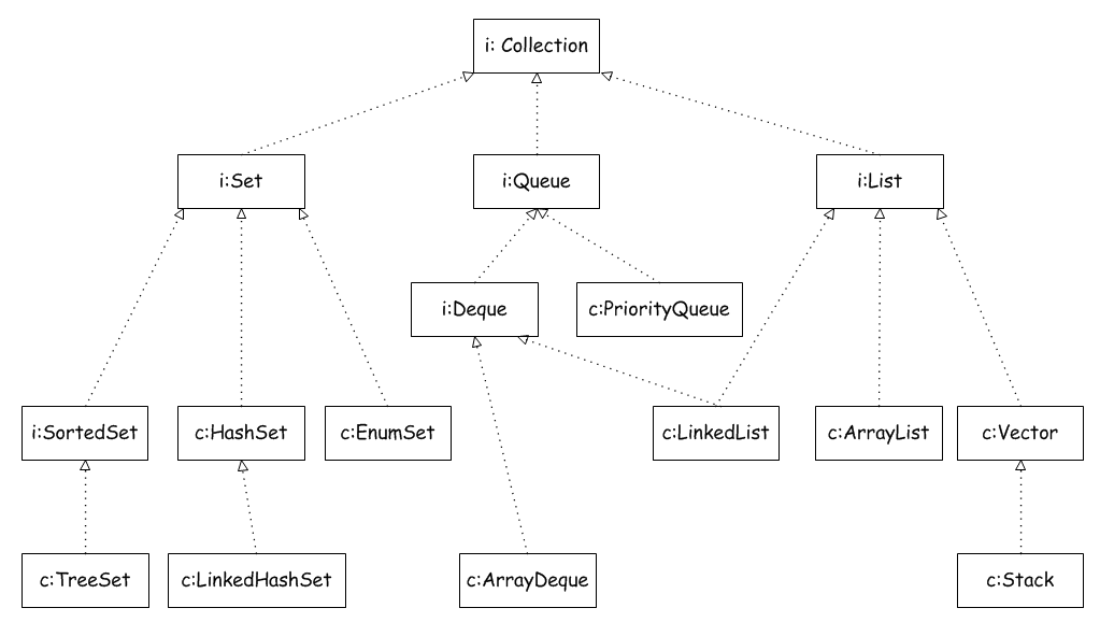 i: Collection
i:Set
i:Queue
i:List
i:Deque
c:PriorityQueue
i:SortedSet
c:HashSet
c:EnumSet
c:LinkedList
c:ArrayList
c:Vector
c:TreeSet
c:LinkedHashSet
c:ArrayDeque
c:Stack